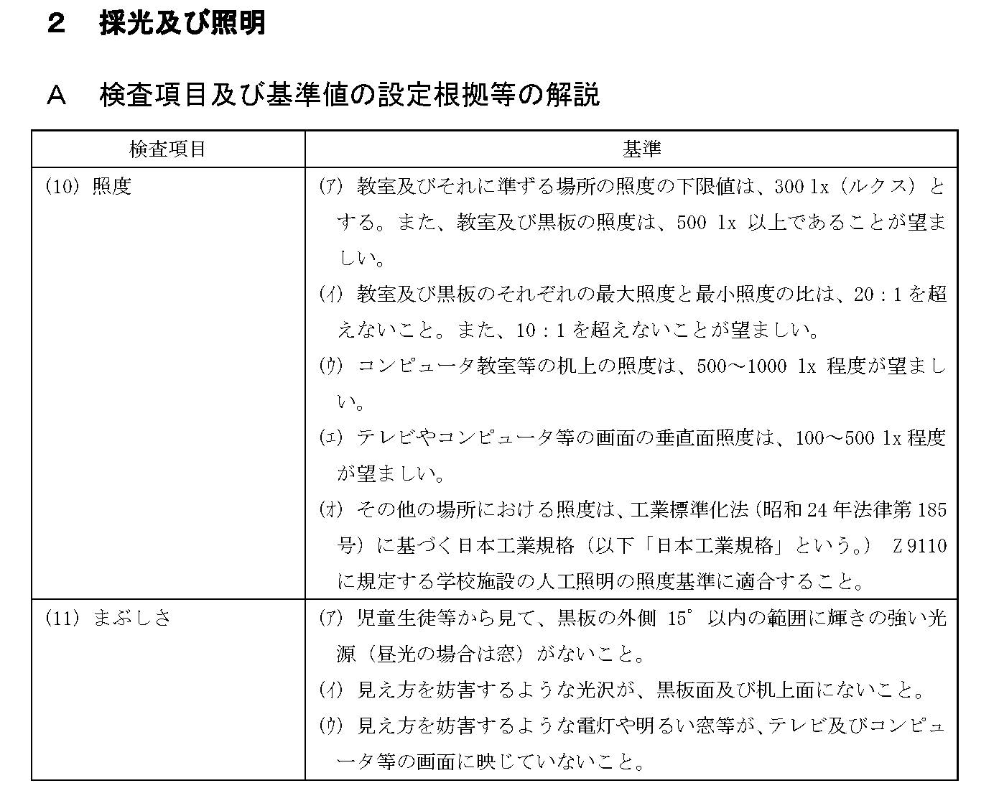 ２　採光及び照明
Ａ　検査項目及び基準値の設定根拠等の解説
検査項目
基準
(10) 照度
(ｱ) 教室及びそれに準ずる場所の照度の下限値は、300 lx（ルクス）と
する。また、教室及び黒板の照度は、500 lx 以上であることが望ま
しい。
(ｲ) 教室及び黒板のそれぞれの最大照度と最小照度の比は、20：1を超
えないこと。また、10：1を超えないことが望ましい。
(ｳ) コンピュータ教室等の机上の照度は、500～1000 lx 程度が望まし
い。
(ｴ) テレビやコンピュータ等の画面の垂直面照度は、100～500 lx程度
が望ましい。
(ｵ) その他の場所における照度は、工業標準化法（昭和24年法律第185
号）に基づく日本工業規格（以下「日本工業規格」という。） Z 9110
に規定する学校施設の人工照明の照度基準に適合すること。
(11) まぶしさ
(ｱ) 児童生徒等から見て、黒板の外側 15°以内の範囲に輝きの強い光
源（昼光の場合は窓）がないこと。
(ｲ) 見え方を妨害するような光沢が、黒板面及び机上面にないこと。
(ｳ) 見え方を妨害するような電灯や明るい窓等が、テレビ及びコンピュ
ータ等の画面に映じていないこと。